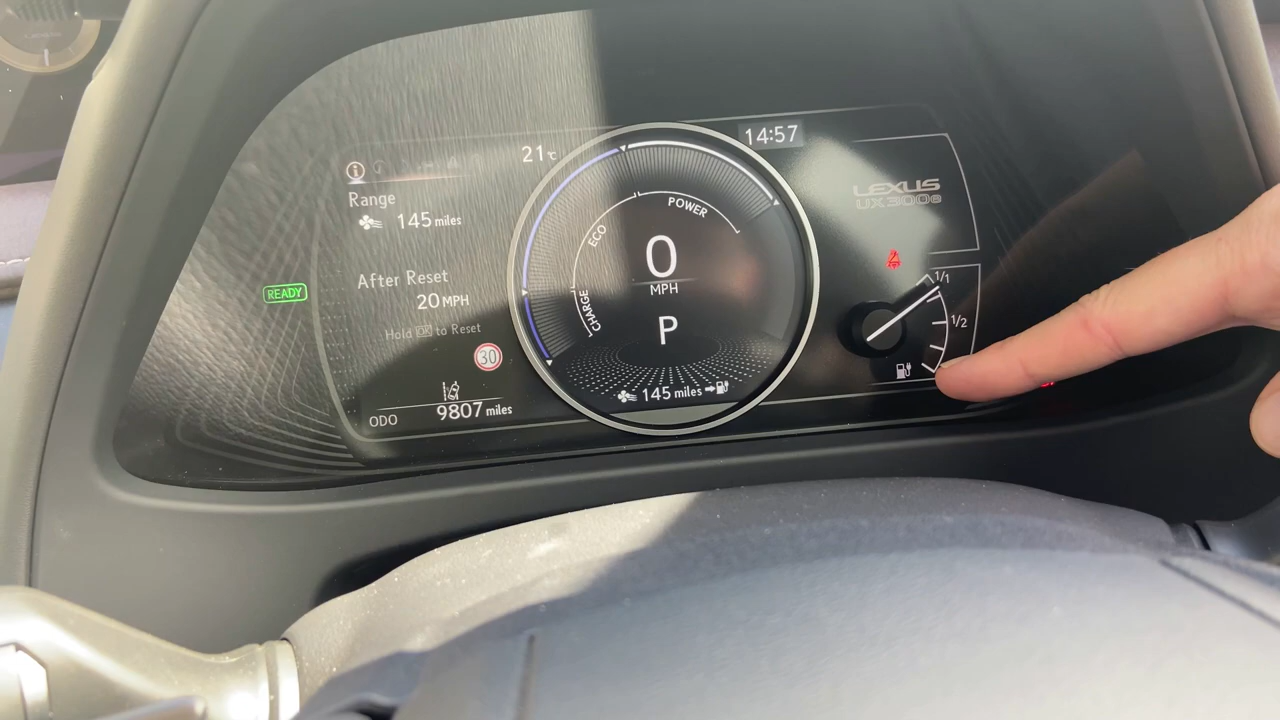 14:57
21°C
Range
145 miles
After Reset
20 MPH
Hold OK to Reset
30
ODO 9807 miles
READY
POWER
ECO
CHARGE
0
MPH
P
145 miles
LEXUS
UX300e
1/1
1/2